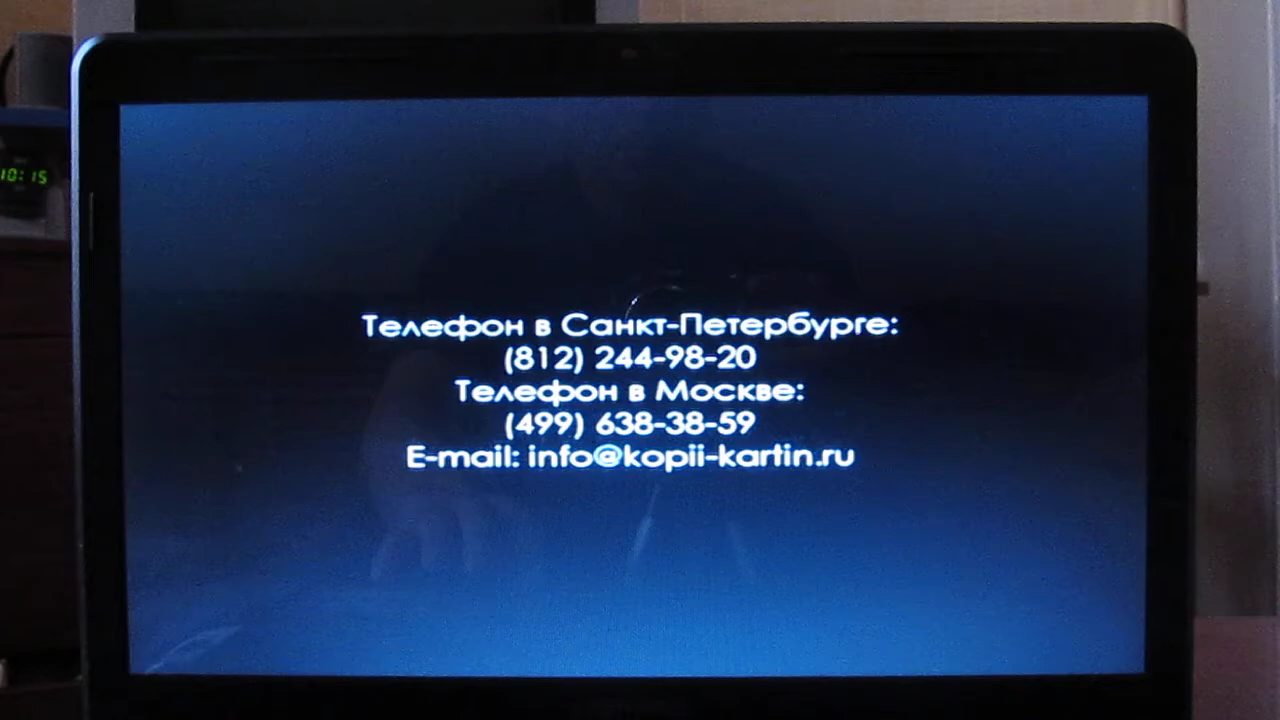 10:15
Телефон в Санкт-Петербурге:
(812) 244-98-20
Телефон в Москве:
(499) 638-38-59
E-mail: info@kopii-kartin.ru